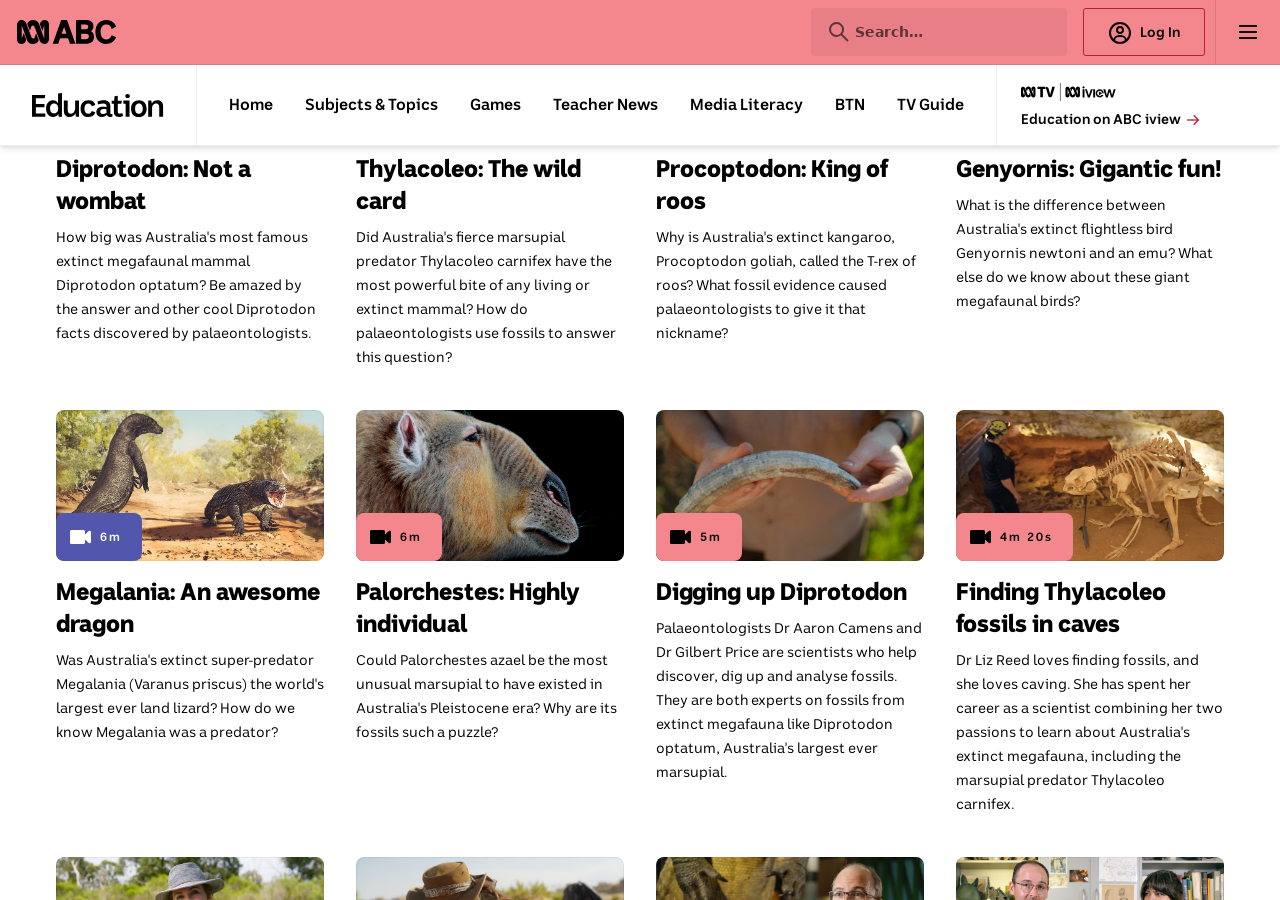 ABC
Search...
Log In
Education
Home
Subjects & Topics
Games
Teacher News
Media Literacy
BTN
TV Guide
TV iview
Education on ABC iview
Diprotodon: Not a
wombat
How big was Australia's most famous
extinct megafaunal mammal
Diprotodon optatum? Be amazed by
the answer and other cool Diprotodon
facts discovered by palaeontologists.
Thylacoleo: The wild
card
Did Australia's fierce marsupial
predator Thylacoleo carnifex have the
most powerful bite of any living or
extinct mammal? How do
palaeontologists use fossils to answer
this question?
Procoptodon: King of
roos
Why is Australia's extinct kangaroo,
Procoptodon goliah, called the T-rex of
roos? What fossil evidence caused
palaeontologists to give it that
nickname?
Genyornis: Gigantic fun!
What is the difference between
Australia's extinct flightless bird
Genyornis newtoni and an emu? What
else do we know about these giant
megafaunal birds?
6m
Megalania: An awesome
dragon
Was Australia's extinct super-predator
Megalania (Varanus priscus) the world's
largest ever land lizard? How do we
know Megalania was a predator?
6m
Palorchestes: Highly
individual
Could Palorchestes azael be the most
unusual marsupial to have existed in
Australia's Pleistocene era? Why are its
fossils such a puzzle?
5m
Digging up Diprotodon
Palaeontologists Dr Aaron Camens and
Dr Gilbert Price are scientists who help
discover, dig up and analyse fossils.
They are both experts on fossils from
extinct megafauna like Diprotodon
optatum, Australia's largest ever
marsupial.
4m 20s
Finding Thylacoleo
fossils in caves
Dr Liz Reed loves finding fossils, and
she loves caving. She has spent her
career as a scientist combining her two
passions to learn about Australia's
extinct megafauna, including the
marsupial predator Thylacoleo
carnifex.